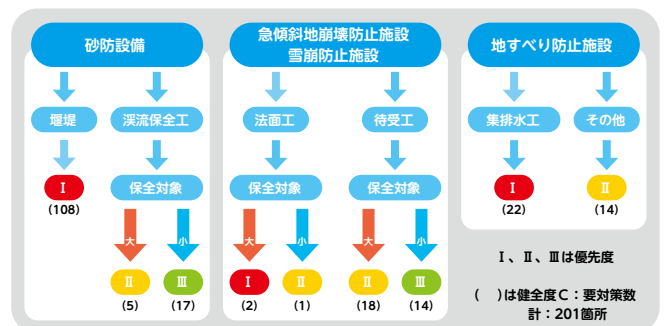 砂防設備
急傾斜地崩壊防止施設
雪崩防止施設
地すべり防止施設
堰堤
渓流保全工
法面工
待受工
集排水工
その他
Ⅰ
(108)
保全対象
保全対象
保全対象
Ⅰ
(22)
Ⅱ
(14)
大
小
大
小
大
小
Ⅱ
(5)
Ⅲ
(17)
Ⅰ
(2)
Ⅱ
(1)
Ⅱ
(18)
Ⅲ
(14)
Ⅰ、Ⅱ、Ⅲは優先度
(　)は健全度C：要対策数
計：201箇所